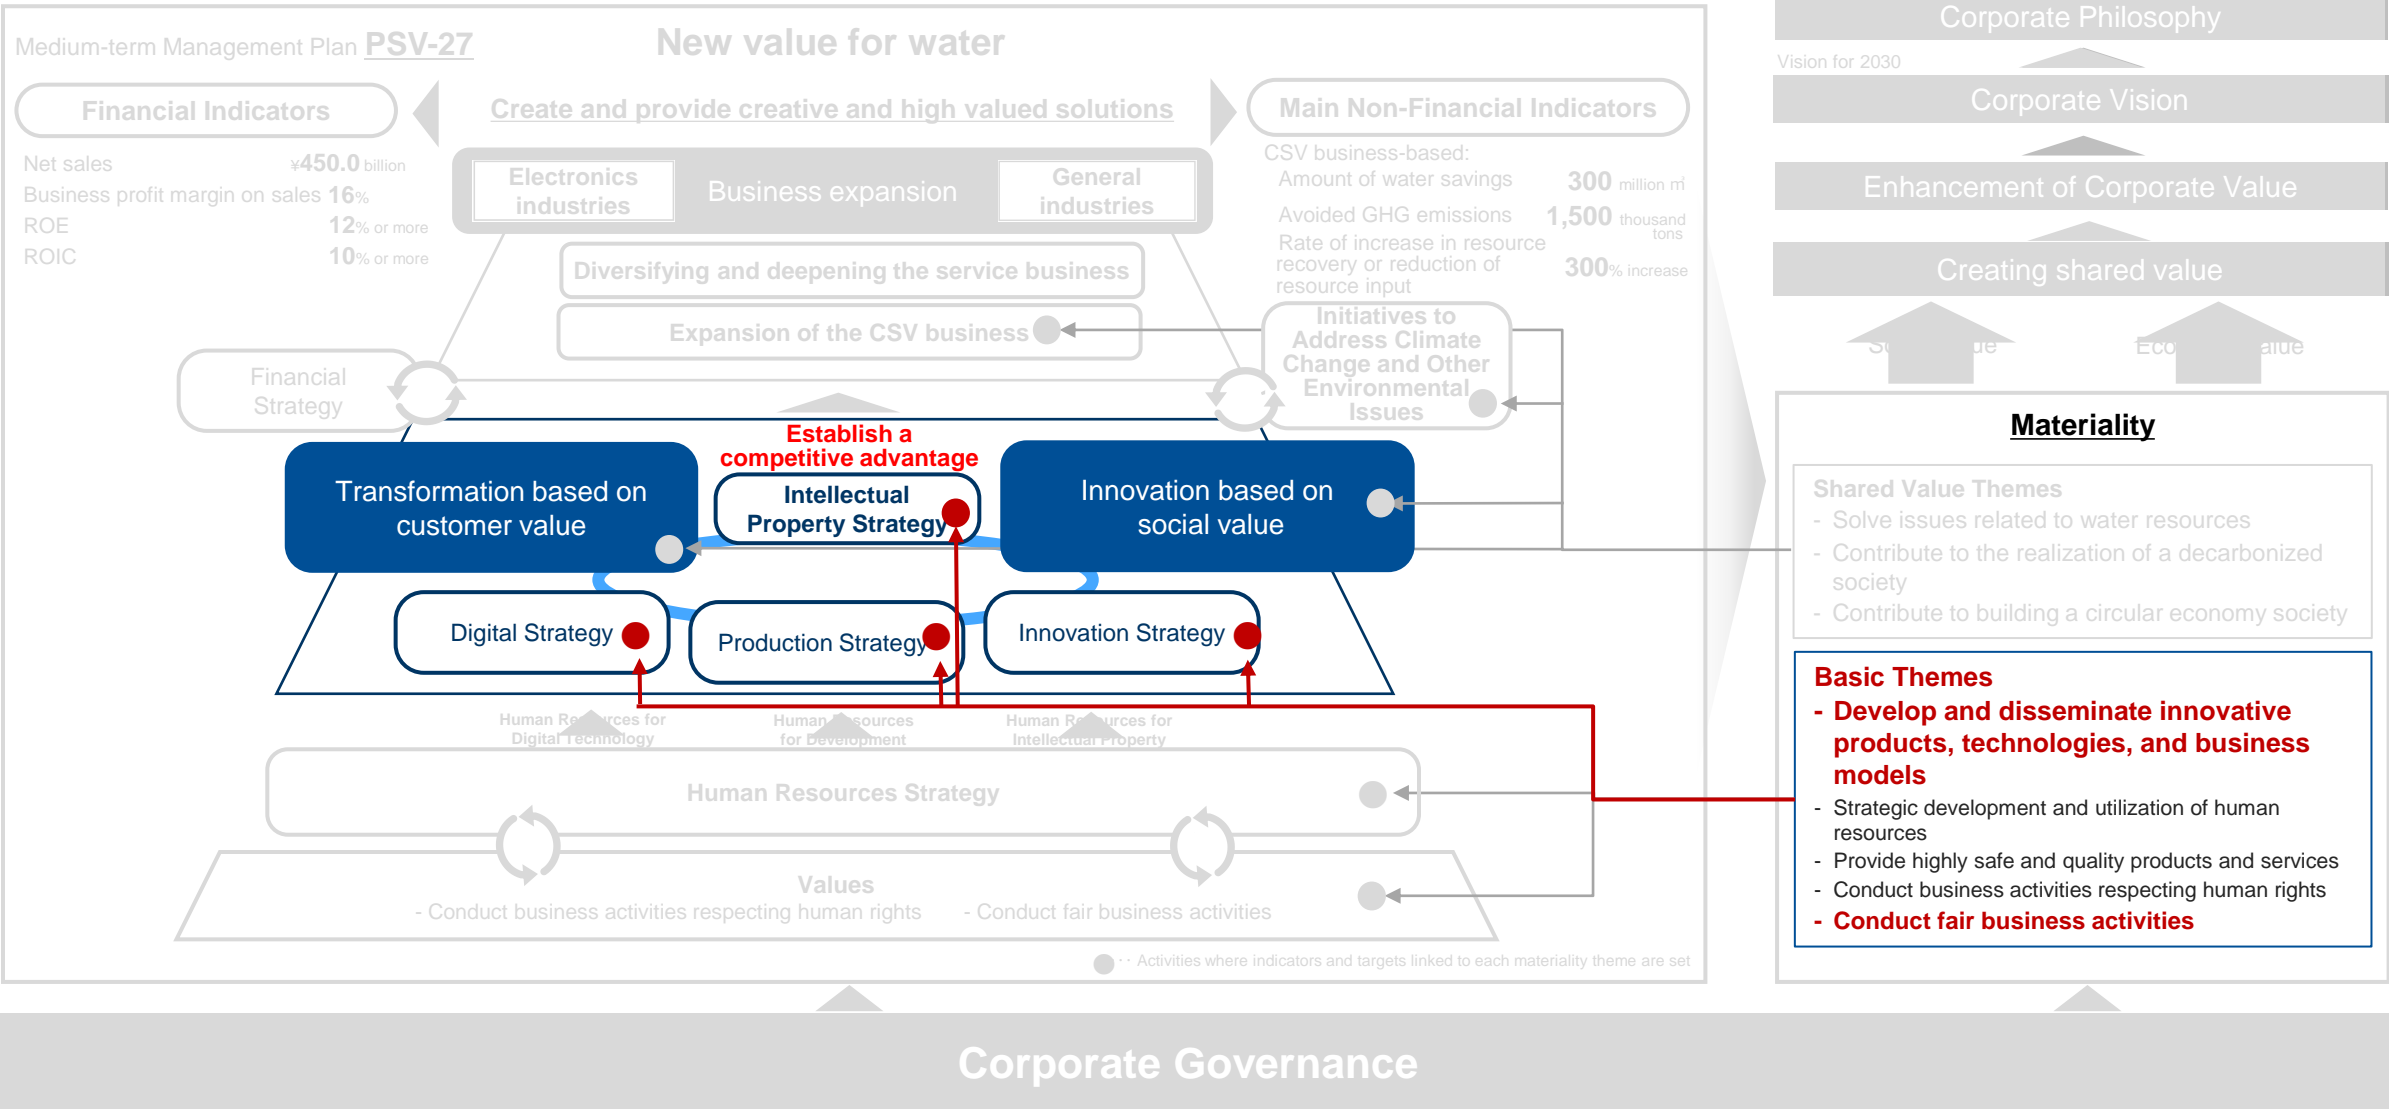 Medium-term Management Plan PSV-27
New value for water
Financial Indicators
Net sales ¥450.0 billion
Business profit margin on sales 16%
ROE 12% or more
ROIC 10% or more
Create and provide creative and high valued solutions
Electronics
industries
Business expansion
General
industries
Diversifying and deepening the service business
Expansion of the CSV business
Main Non-Financial Indicators
CSV business-based:
Amount of water savings 300 million ㎥
Avoided GHG emissions 1,500 thousand
tons
Rate of increase in resource
recovery or reduction of
resource input
300% increase
Financial
Strategy
Initiatives to
Address Climate
Change and Other
Environmental
Issues
Establish a
competitive advantage
Transformation based on
customer value
Intellectual
Property Strategy
Innovation based on
social value
Digital Strategy
Production Strategy
Innovation Strategy
Human Resources for
Digital Technology
Human Resources
for Development
Human Resources for
Intellectual Property
Human Resources Strategy
Values
- Conduct business activities respecting human rights
- Conduct fair business activities
·· Activities where indicators and targets linked to each materiality theme are set
Corporate Philosophy
Vision for 2030
Corporate Vision
Enhancement of Corporate Value
Creating shared value
Materiality
Shared Value Themes
- Solve issues related to water resources
- Contribute to the realization of a decarbonized
society
- Contribute to building a circular economy society
Basic Themes
- Develop and disseminate innovative
products, technologies, and business
models
- Strategic development and utilization of human
resources
- Provide highly safe and quality products and services
- Conduct business activities respecting human rights
- Conduct fair business activities
Corporate Governance